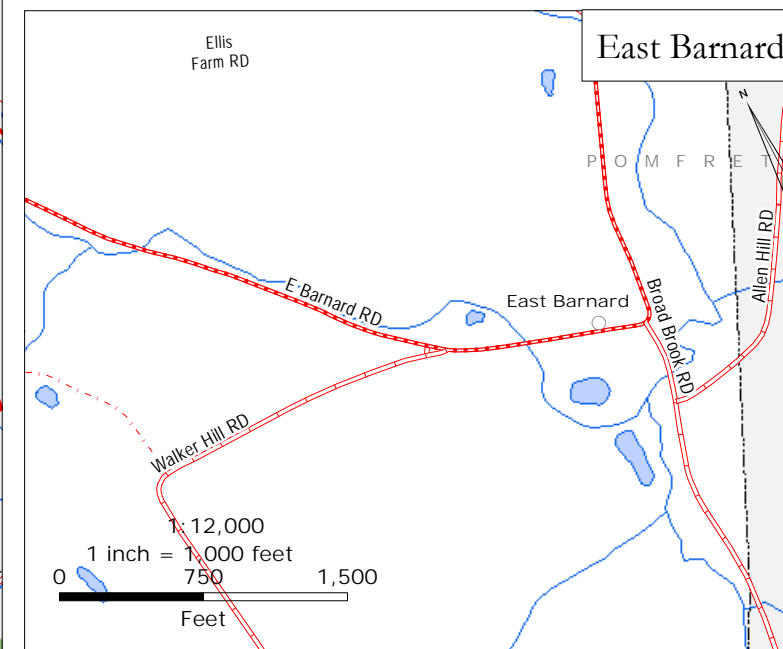 East Barnard
Ellis
Farm RD
N
POMFRET
Allen Hill RD
E Barnard RD
East Barnard
Broad Brook RD
Walker Hill RD
1:12,000
1 inch = 1,000 feet
0 750 1,500
Feet